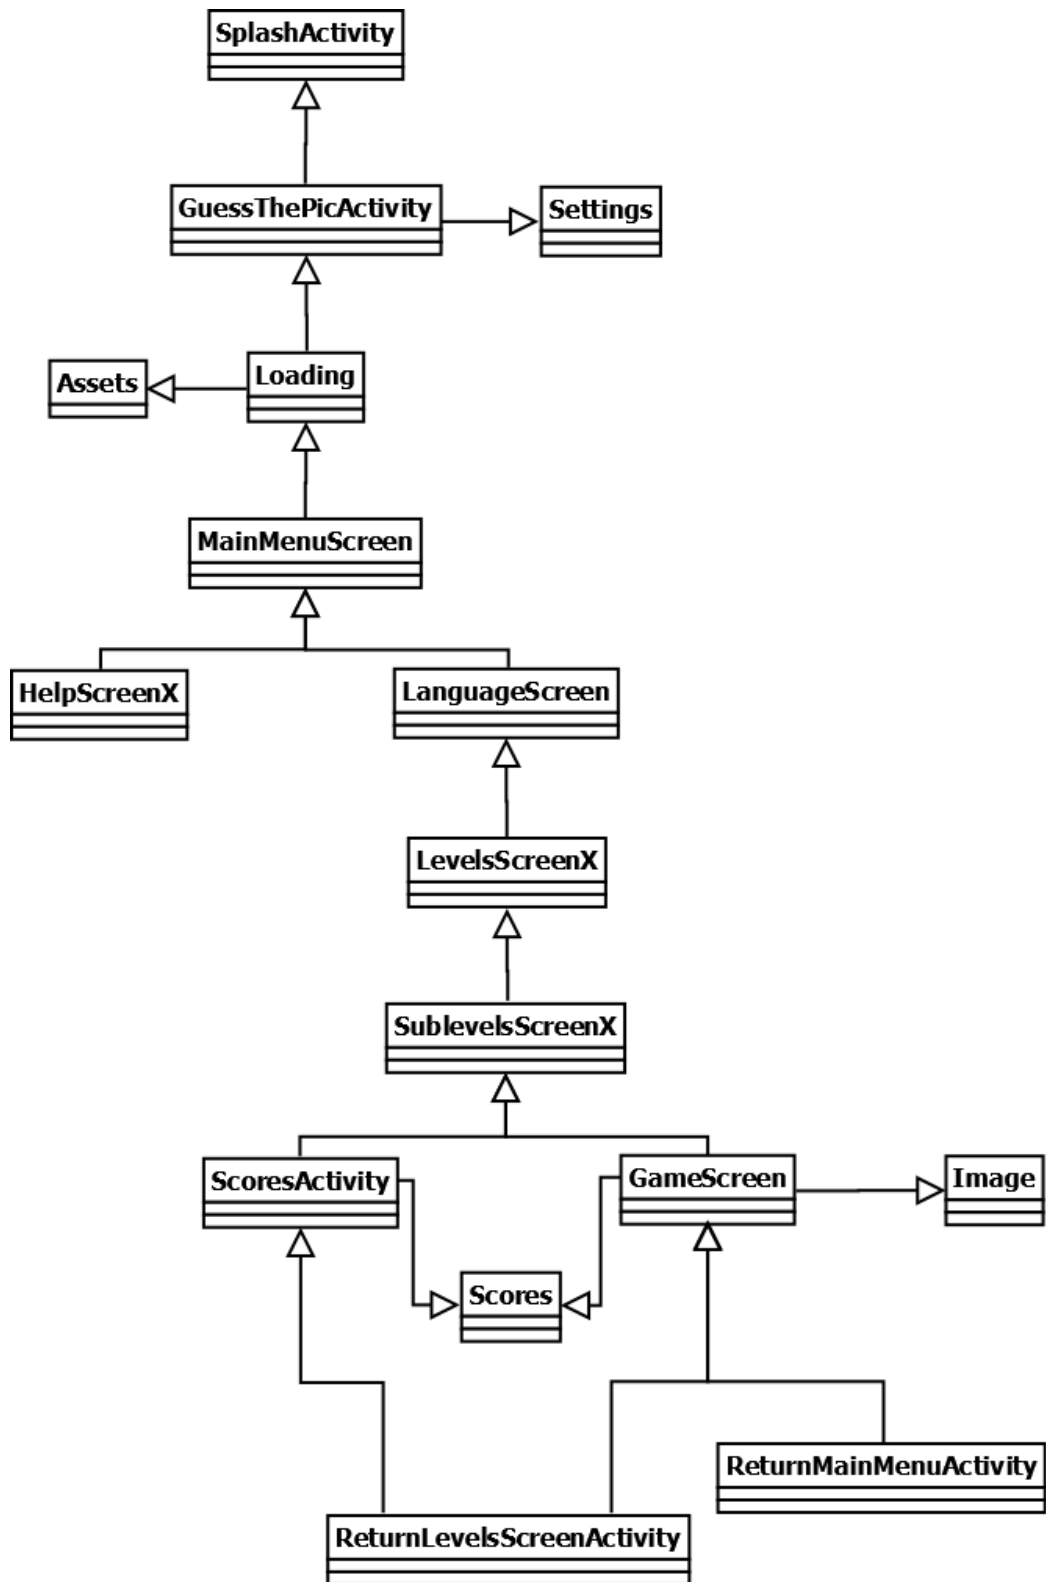 SplashActivity
GuessThePicActivity
Settings
Assets
Loading
MainMenuScreen
HelpScreenX
LanguageScreen
LevelsScreenX
SublevelsScreenX
ScoresActivity
GameScreen
Image
Scores
ReturnMainMenuActivity
ReturnLevelsScreenActivity